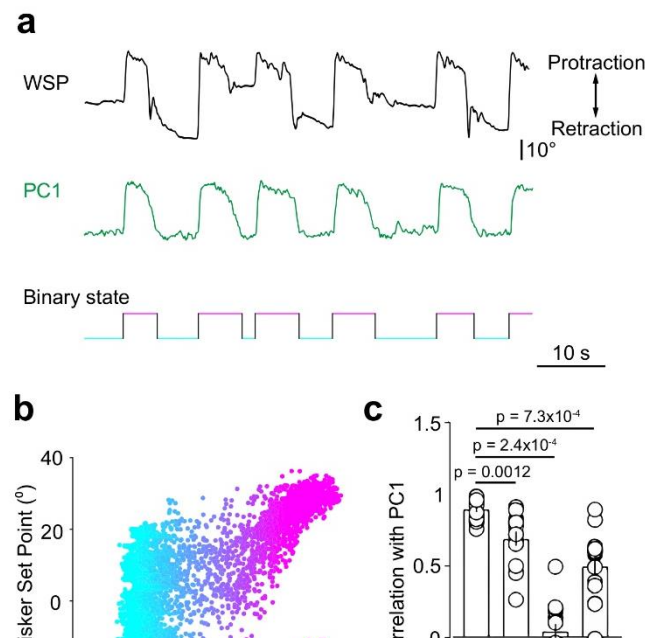 a
WSP
Protraction
Retraction
10°
PC1
Binary state
10 s
b
40
20
0
isker Set Point (⁰)
c
1.5
1
0.5
0
rrelation with PC1
p = 7.3x10⁻⁴
p = 2.4x10⁻⁴
p = 0.0012